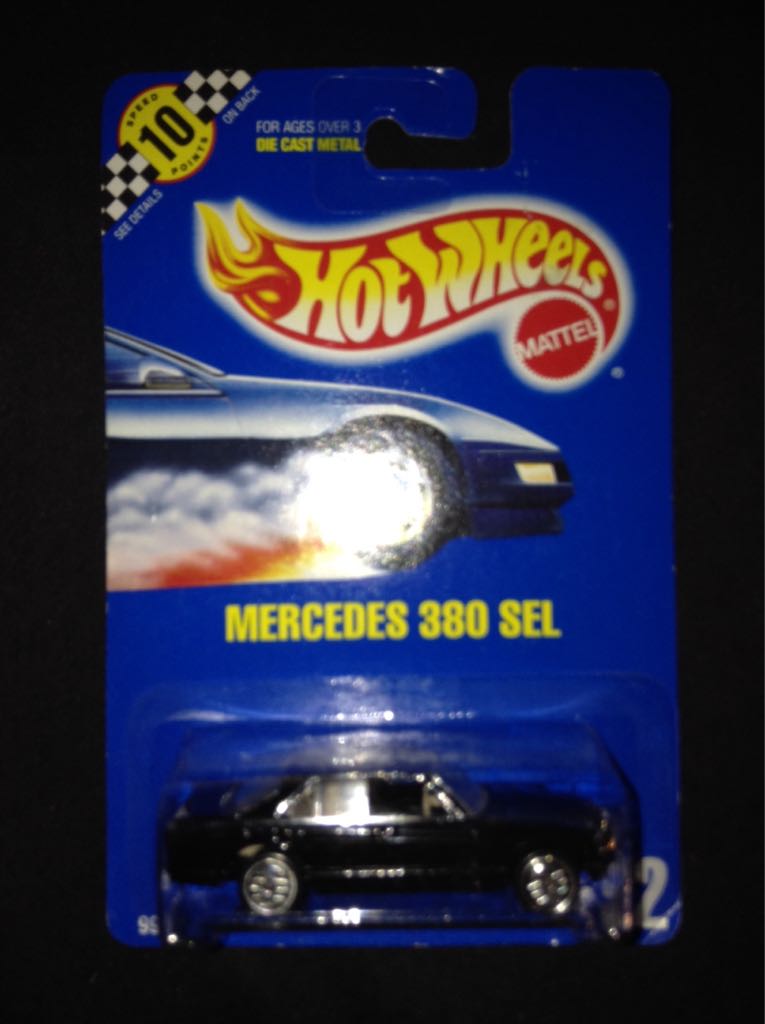 SPEED
10
POINTS
ON BACK
SEE DETAILS
FOR AGES OVER 3
DIE CAST METAL
HOT WHEELS®
MATTEL
MERCEDES 380 SEL
2